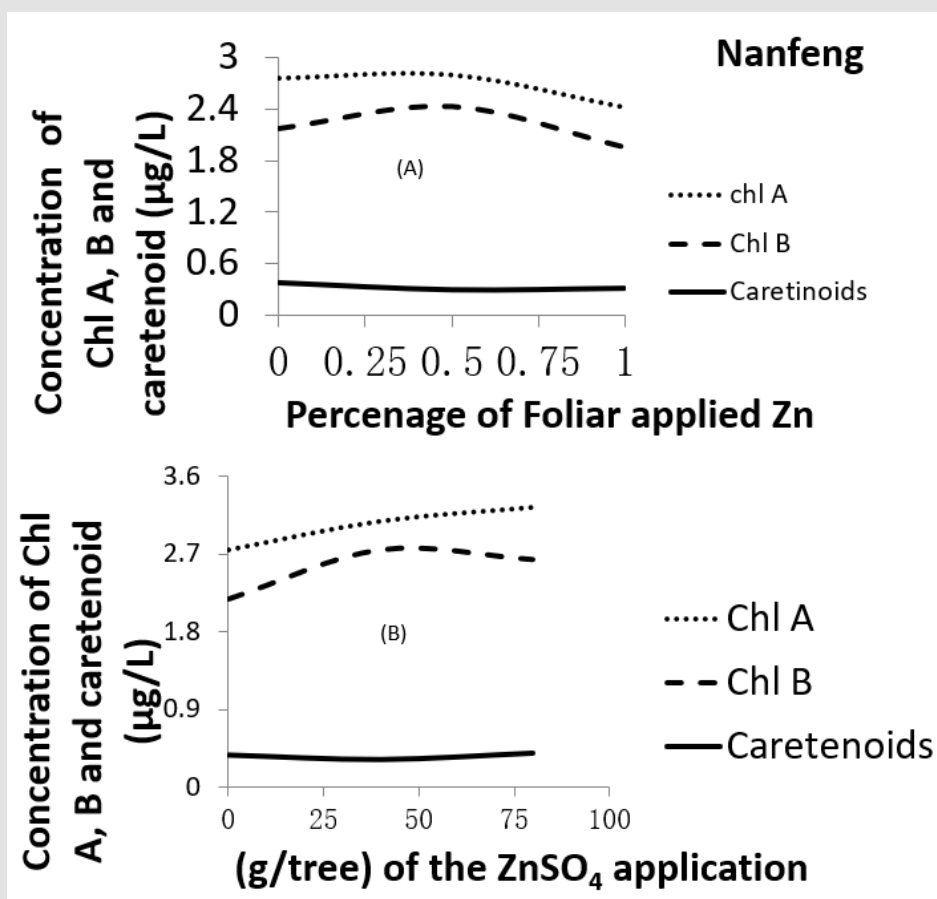 Nanfeng
Concentration of
Chl A, B and
caretenoid (µg/L)
3
2.4
1.8
1.2
0.6
0
(A)
chl A
Chl B
Caretinoids
0 0.25 0.5 0.75 1
Percenage of Foliar applied Zn
Concentration of Chl
A, B and caretenoid
(µg/L)
3.6
2.7
1.8
0.9
0
(B)
Chl A
Chl B
Caretenoids
0 25 50 75 100
(g/tree) of the ZnSO₄ application